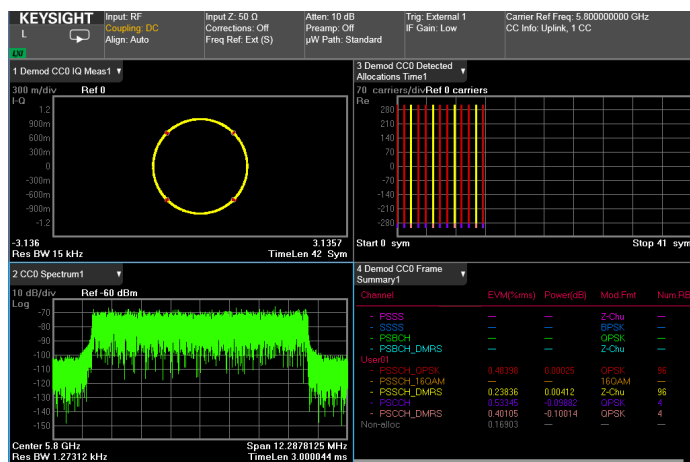 KEYSIGHT
L
LXI
Input: RF
Coupling: DC
Align: Auto
Input Z: 50 Ω
Corrections: Off
Freq Ref: Ext (S)
Atten: 10 dB
Preamp: Off
µW Path: Standard
Trig: External 1
IF Gain: Low
Carrier Ref Freq: 5.800000000 GHz
CC Info: Uplink, 1 CC
1 Demod CC0 IQ Meas1
300 m/div Ref 0
I-Q
1.2
900m
600m
300m
0
-300m
-600m
-900m
-1.2
-3.136 3.1357
Res BW 15 kHz TimeLen 42 Sym
3 Demod CC0 Detected
Allocations Time1
70 carriers/div Ref 0 carriers
Re
280
210
140
70
0
-70
-140
-210
-280
Start 0 sym Stop 41 sym
2 CC0 Spectrum1
10 dB/div Ref -60 dBm
Log
-70
-80
-90
-100
-110
-120
-130
-140
-150
Center 5.8 GHz Span 12.2878125 MHz
Res BW 1.27312 kHz TimeLen 3.000044 ms
4 Demod CC0 Frame
Summary1
Channel EVM(%rms) Power(dB) Mod.Fmt Num.RB
- PSSS — — Z-Chu —
- SSSS — — BPSK —
- PSBCH — — QPSK —
- PSBCH_DMRS — — Z-Chu —
User01
- PSSCH_QPSK 0.00025 QPSK 96
- PSSCH_16QAM — — 16QAM —
- PSSCH_DMRS 0.23836 0.00412 Z-Chu 96
- PSCCH QPSK 4
- PSCCH_DMRS 0.40105 -0.10014 QPSK 4
Non-alloc 0.16903 — — —